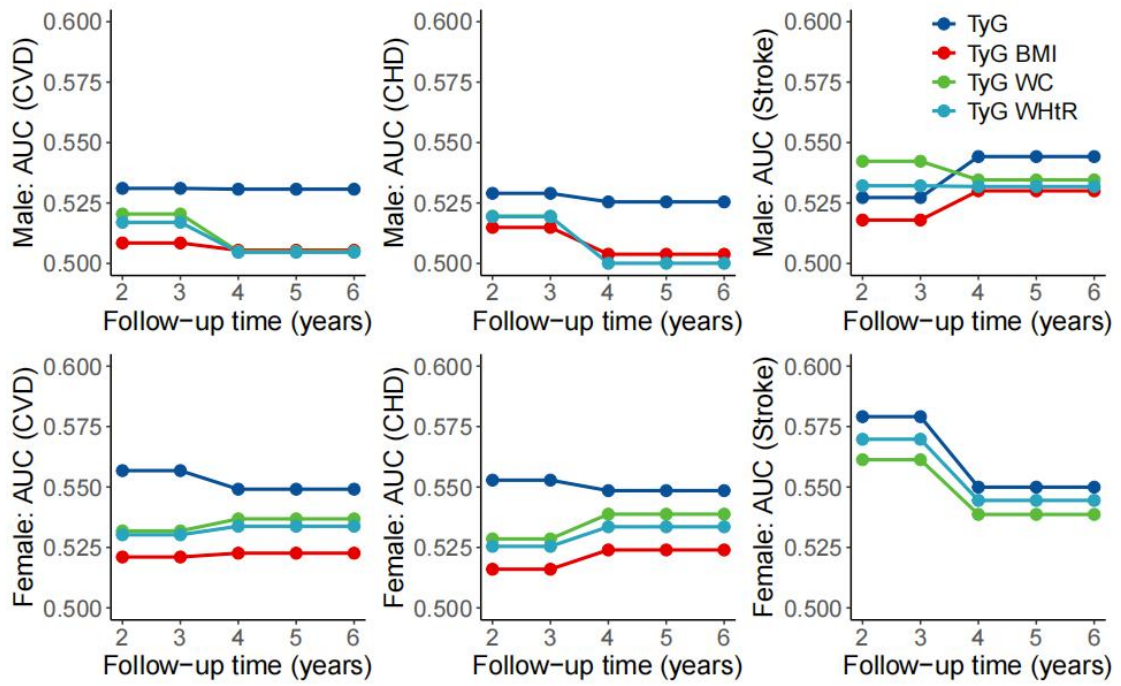 Male: AUC (CVD)
0.600
0.575
0.550
0.525
0.500
2 3 4 5 6
Follow−up time (years)
Male: AUC (CHD)
0.600
0.575
0.550
0.525
0.500
2 3 4 5 6
Follow−up time (years)
Male: AUC (Stroke)
0.600
0.575
0.550
0.525
0.500
2 3 4 5 6
Follow−up time (years)
TyG
TyG BMI
TyG WC
TyG WHtR
Female: AUC (CVD)
0.600
0.575
0.550
0.525
0.500
2 3 4 5 6
Follow−up time (years)
Female: AUC (CHD)
0.600
0.575
0.550
0.525
0.500
2 3 4 5 6
Follow−up time (years)
Female: AUC (Stroke)
0.600
0.575
0.550
0.525
0.500
2 3 4 5 6
Follow−up time (years)